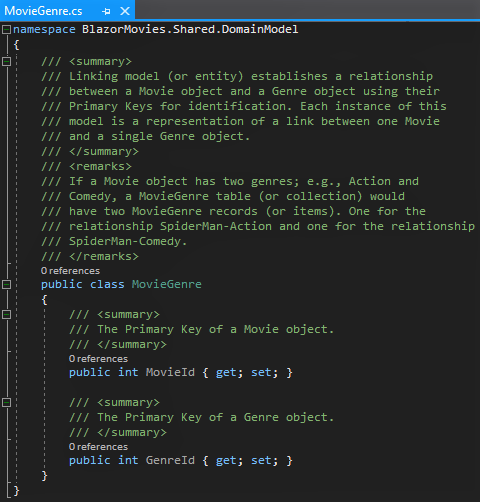 MovieGenre.cs
namespace BlazorMovies.Shared.DomainModel
{
/// <summary>
/// Linking model (or entity) establishes a relationship
/// between a Movie object and a Genre object using their
/// Primary Keys for identification. Each instance of this
/// model is a representation of a link between one Movie
/// and a single Genre object.
/// </summary>
/// <remarks>
/// If a Movie object has two genres; e.g., Action and
/// Comedy, a MovieGenre table (or collection) would
/// have two MovieGenre records (or items). One for the
/// relationship SpiderMan-Action and one for the relationship
/// SpiderMan-Comedy.
/// </remarks>
0 references
public class MovieGenre
{
/// <summary>
/// The Primary Key of a Movie object.
/// </summary>
0 references
public int MovieId { get; set; }
/// <summary>
/// The Primary Key of a Genre object.
/// </summary>
0 references
public int GenreId { get; set; }
}
}